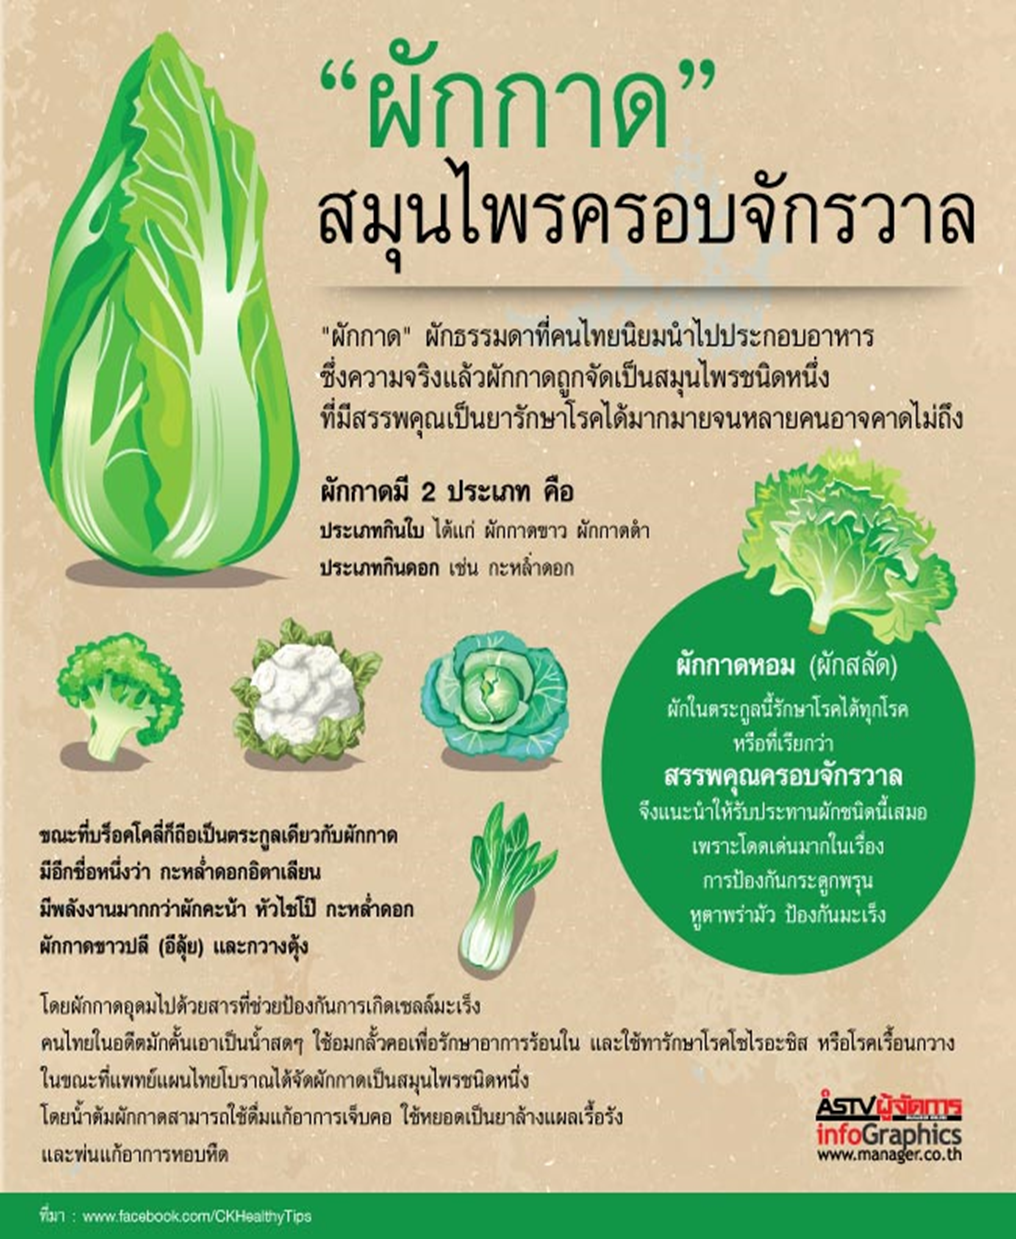 “ผักกาด”
สมุนไพรครอบจักรวาล
"ผักกาด" ผักธรรมดาที่คนไทยนิยมนำไปประกอบอาหาร
ซึ่งความจริงแล้วผักกาดถูกจัดเป็นสมุนไพรชนิดหนึ่ง
ที่มีสรรพคุณเป็นยารักษาโรคได้มากมายจนหลายคนอาจคาดไม่ถึง
ผักกาดมี 2 ประเภท คือ
ประเภทกินใบ ได้แก่ ผักกาดขาว ผักกาดดำ
ประเภทกินดอก เช่น กะหล่ำดอก
ผักกาดหอม (ผักสลัด)
ผักในตระกูลนี้รักษาโรคได้ทุกโรค
หรือที่เรียกว่า
สรรพคุณครอบจักรวาล
จึงแนะนำให้รับประทานผักชนิดนี้เสมอ
เพราะโดดเด่นมากในเรื่อง
การป้องกันกระดูกพรุน
หูตาพร่ามัว ป้องกันมะเร็ง
ขณะที่บร็อคโคลี่ก็ถือเป็นตระกูลเดียวกับผักกาด
มีอีกชื่อหนึ่งว่า กะหล่ำดอกอิตาเลียน
มีพลังงานมากกว่าผักคะน้า หัวไชโป๊ กะหล่ำดอก
ผักกาดขาวปลี (อีลุ้ย) และกวางตุ้ง
โดยผักกาดอุดมไปด้วยสารที่ช่วยป้องกันการเกิดเซลล์มะเร็ง
คนไทยในอดีตมักคั้นเอาเป็นน้ำสดๆ ใช้อมกลั้วคอเพื่อรักษาอาการร้อนใน และใช้ทารักษาโรคโซไรอะซิส หรือโรคเรื้อนกวาง
ในขณะที่แพทย์แผนไทยโบราณได้จัดผักกาดเป็นสมุนไพรชนิดหนึ่ง
โดยน้ำต้มผักกาดสามารถใช้ดื่มแก้อาการเจ็บคอ ใช้หยอดเป็นยาล้างแผลเรื้อรัง
และพ่นแก้อาการหอบหืด
ASTVผู้จัดการ
infoGraphics
www.manager.co.th
ที่มา : www.facebook.com/CKHealthyTips